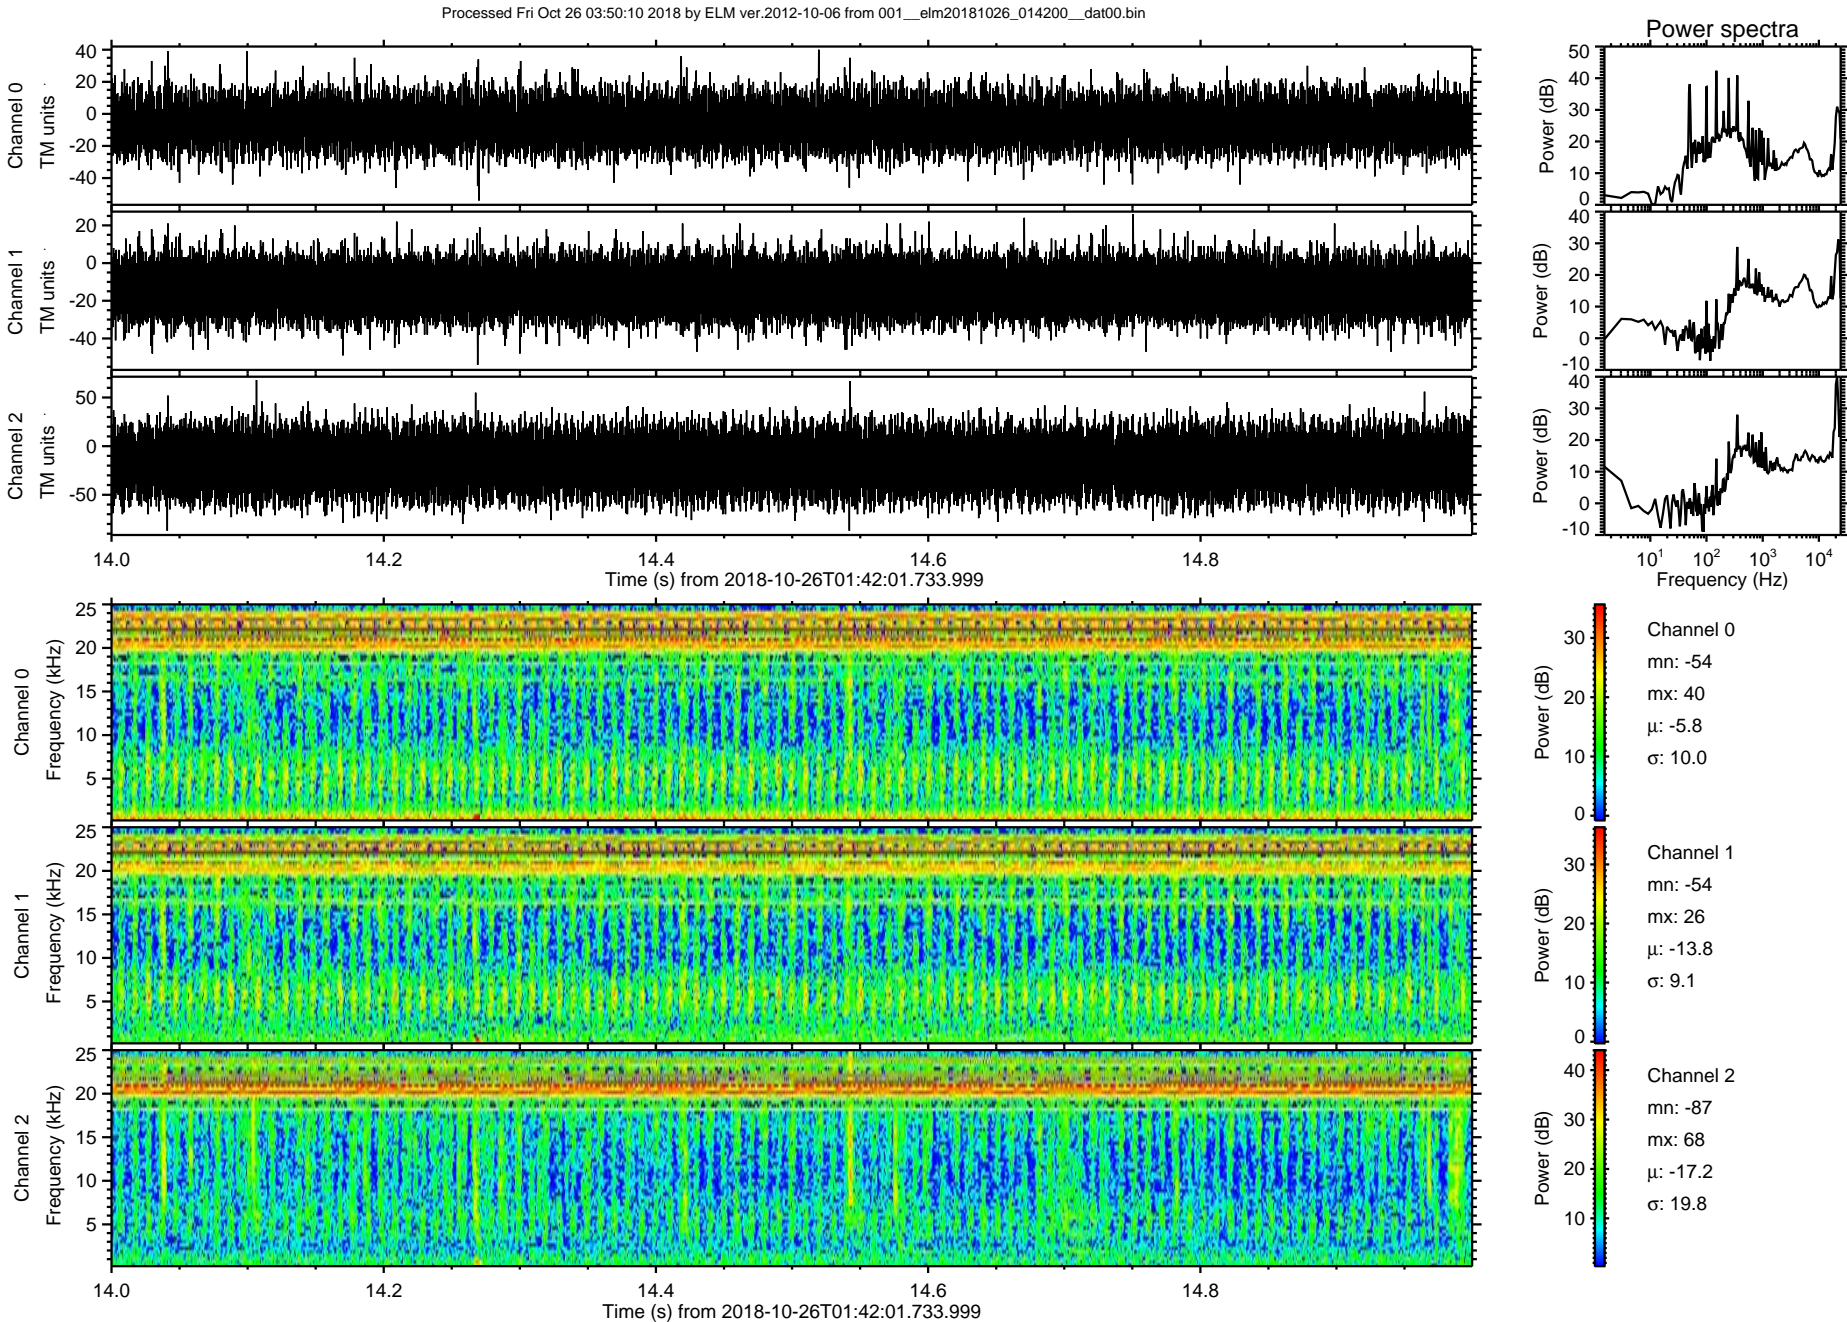 Processed Fri Oct 26 03:50:10 2018 by ELM ver.2012-10-06 from 001__elm20181026_014200__dat00.bin
Power spectra
Channel 0
TM units
40
20
0
-20
-40
Power (dB)
50
40
30
20
10
0
Channel 1
TM units
20
0
-20
-40
Power (dB)
40
30
20
10
0
-10
Channel 2
TM units
50
0
-50
Power (dB)
40
30
20
10
0
-10
14.0 14.2 14.4 14.6 14.8
Time (s) from 2018-10-26T01:42:01.733.999
10¹ 10² 10³ 10⁴
Frequency (Hz)
Channel 0
Frequency (kHz)
25
20
15
10
5
Power (dB)
30
20
10
0
Channel 0
mn: -54
mx: 40
μ: -5.8
σ: 10.0
Channel 1
Frequency (kHz)
25
20
15
10
5
Power (dB)
30
20
10
0
Channel 1
mn: -54
mx: 26
μ: -13.8
σ: 9.1
Channel 2
Frequency (kHz)
25
20
15
10
5
Power (dB)
40
30
20
10
Channel 2
mn: -87
mx: 68
μ: -17.2
σ: 19.8
14.0 14.2 14.4 14.6 14.8
Time (s) from 2018-10-26T01:42:01.733.999